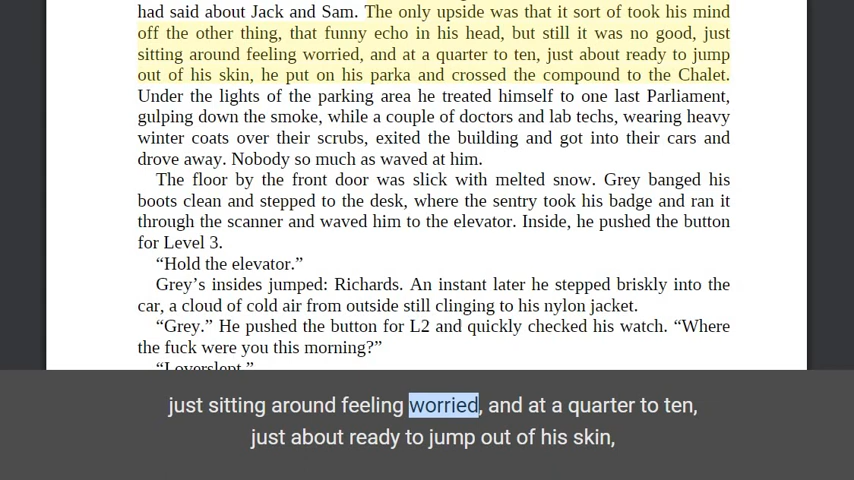 had said about Jack and Sam. The only upside was that it sort of took his mind
off the other thing, that funny echo in his head, but still it was no good, just
sitting around feeling worried, and at a quarter to ten, just about ready to jump
out of his skin, he put on his parka and crossed the compound to the Chalet.
Under the lights of the parking area he treated himself to one last Parliament,
gulping down the smoke, while a couple of doctors and lab techs, wearing heavy
winter coats over their scrubs, exited the building and got into their cars and
drove away. Nobody so much as waved at him.
The floor by the front door was slick with melted snow. Grey banged his
boots clean and stepped to the desk, where the sentry took his badge and ran it
through the scanner and waved him to the elevator. Inside, he pushed the button
for Level 3.
“Hold the elevator.”
Grey’s insides jumped: Richards. An instant later he stepped briskly into the
car, a cloud of cold air from outside still clinging to his nylon jacket.
“Grey.” He pushed the button for L2 and quickly checked his watch. “Where
the fuck were you this morning?”
“I overslept.”
just sitting around feeling worried, and at a quarter to ten,
just about ready to jump out of his skin,